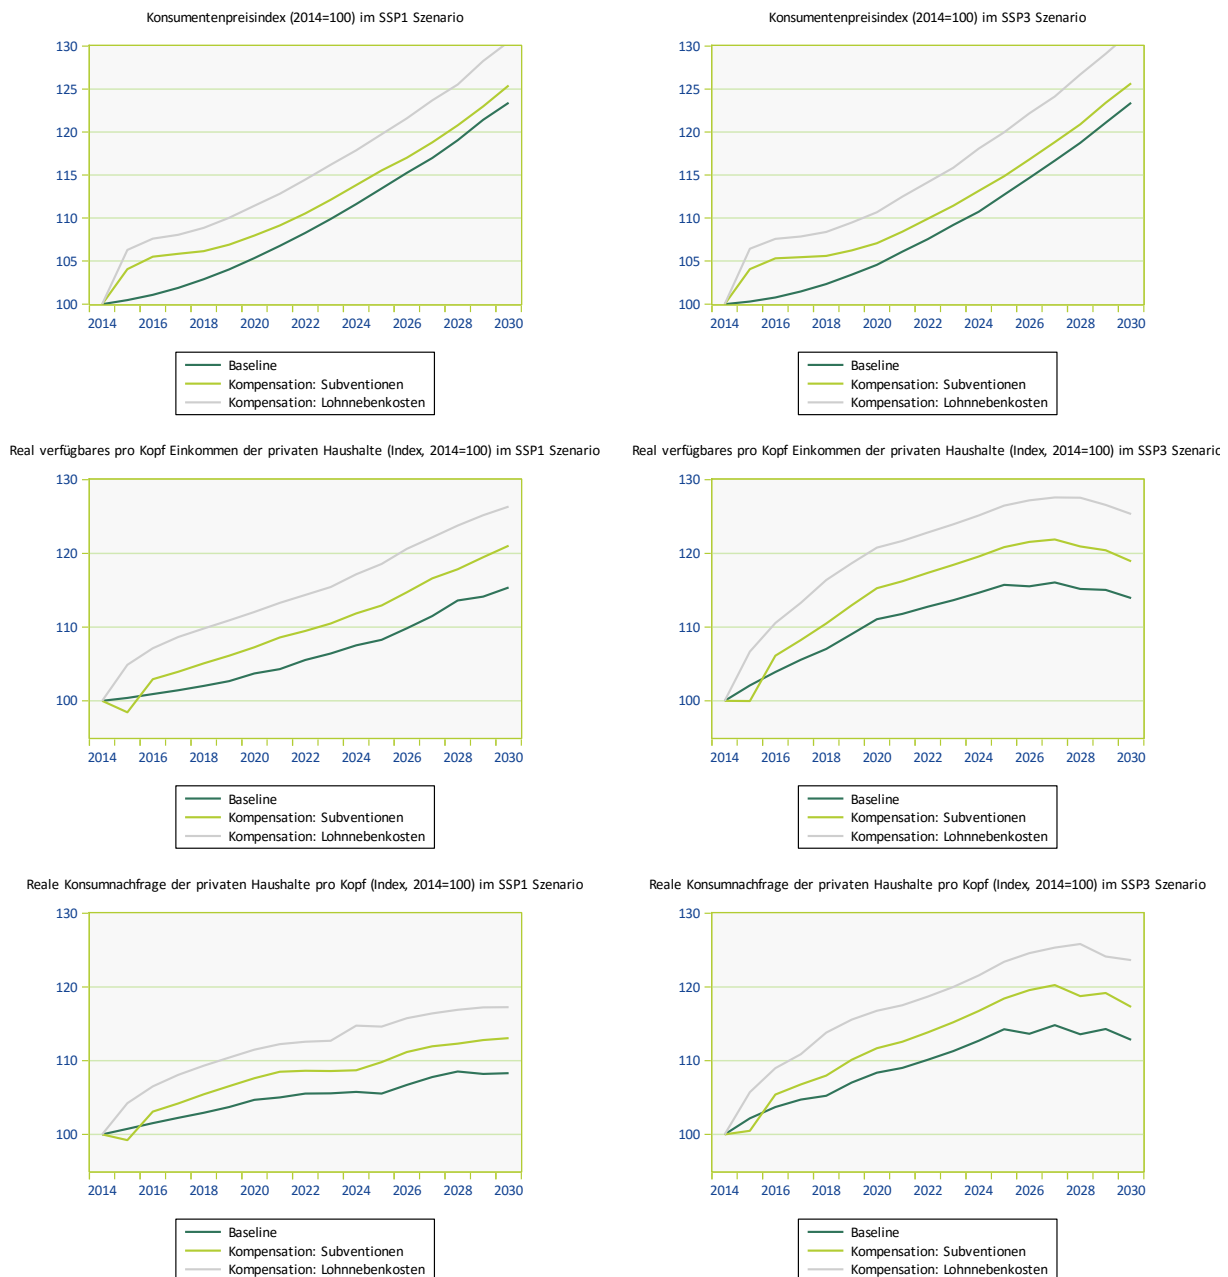 Konsumentenpreisindex (2014=100) im SSP1 Szenario
130
125
120
115
110
105
100
2014 2016 2018 2020 2022 2024 2026 2028 2030
Baseline
Kompensation: Subventionen
Kompensation: Lohnnebenkosten
Konsumentenpreisindex (2014=100) im SSP3 Szenario
130
125
120
115
110
105
100
2014 2016 2018 2020 2022 2024 2026 2028 2030
Baseline
Kompensation: Subventionen
Kompensation: Lohnnebenkosten
Real verfügbares pro Kopf Einkommen der privaten Haushalte (Index, 2014=100) im SSP1 Szenario
130
120
110
100
2014 2016 2018 2020 2022 2024 2026 2028 2030
Baseline
Kompensation: Subventionen
Kompensation: Lohnnebenkosten
Real verfügbares pro Kopf Einkommen der privaten Haushalte (Index, 2014=100) im SSP3 Szenario
130
120
110
100
2014 2016 2018 2020 2022 2024 2026 2028 2030
Baseline
Kompensation: Subventionen
Kompensation: Lohnnebenkosten
Reale Konsumnachfrage der privaten Haushalte pro Kopf (Index, 2014=100) im SSP1 Szenario
130
120
110
100
2014 2016 2018 2020 2022 2024 2026 2028 2030
Baseline
Kompensation: Subventionen
Kompensation: Lohnnebenkosten
Reale Konsumnachfrage der privaten Haushalte pro Kopf (Index, 2014=100) im SSP3 Szenario
130
120
110
100
2014 2016 2018 2020 2022 2024 2026 2028 2030
Baseline
Kompensation: Subventionen
Kompensation: Lohnnebenkosten